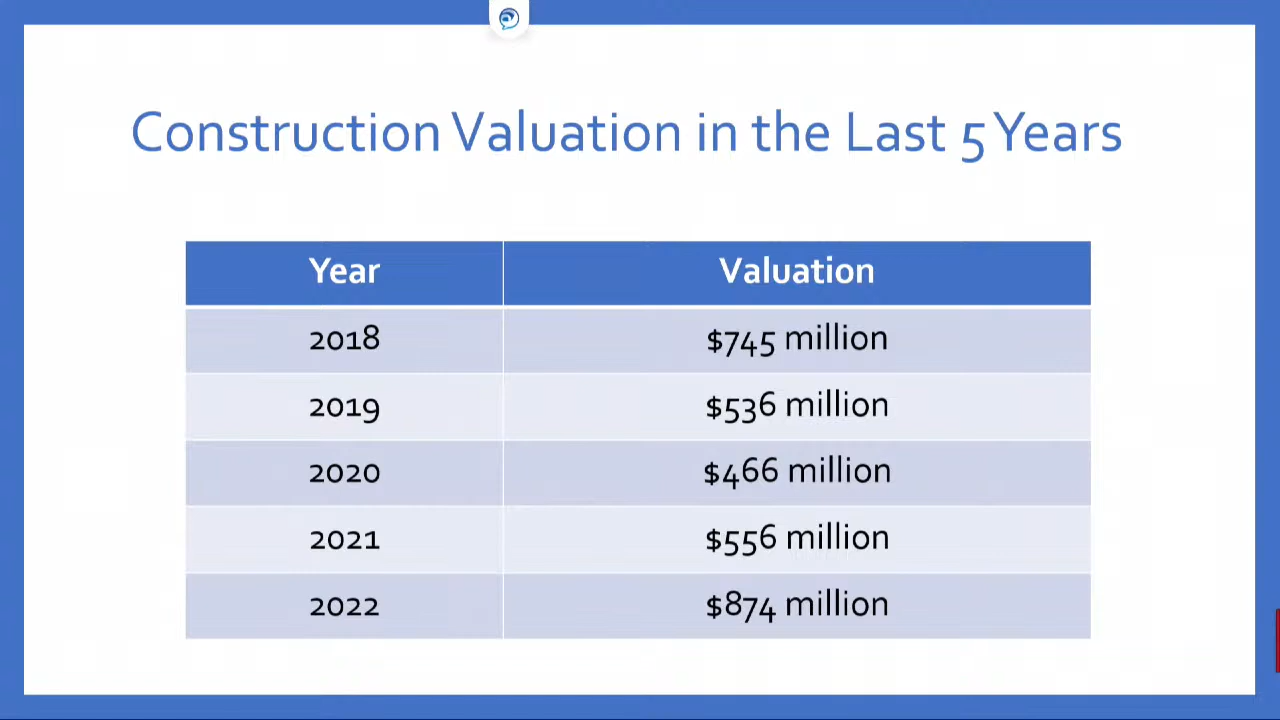 Construction Valuation in the Last 5 Years
Year Valuation
2018 $745 million
2019 $536 million
2020 $466 million
2021 $556 million
2022 $874 million